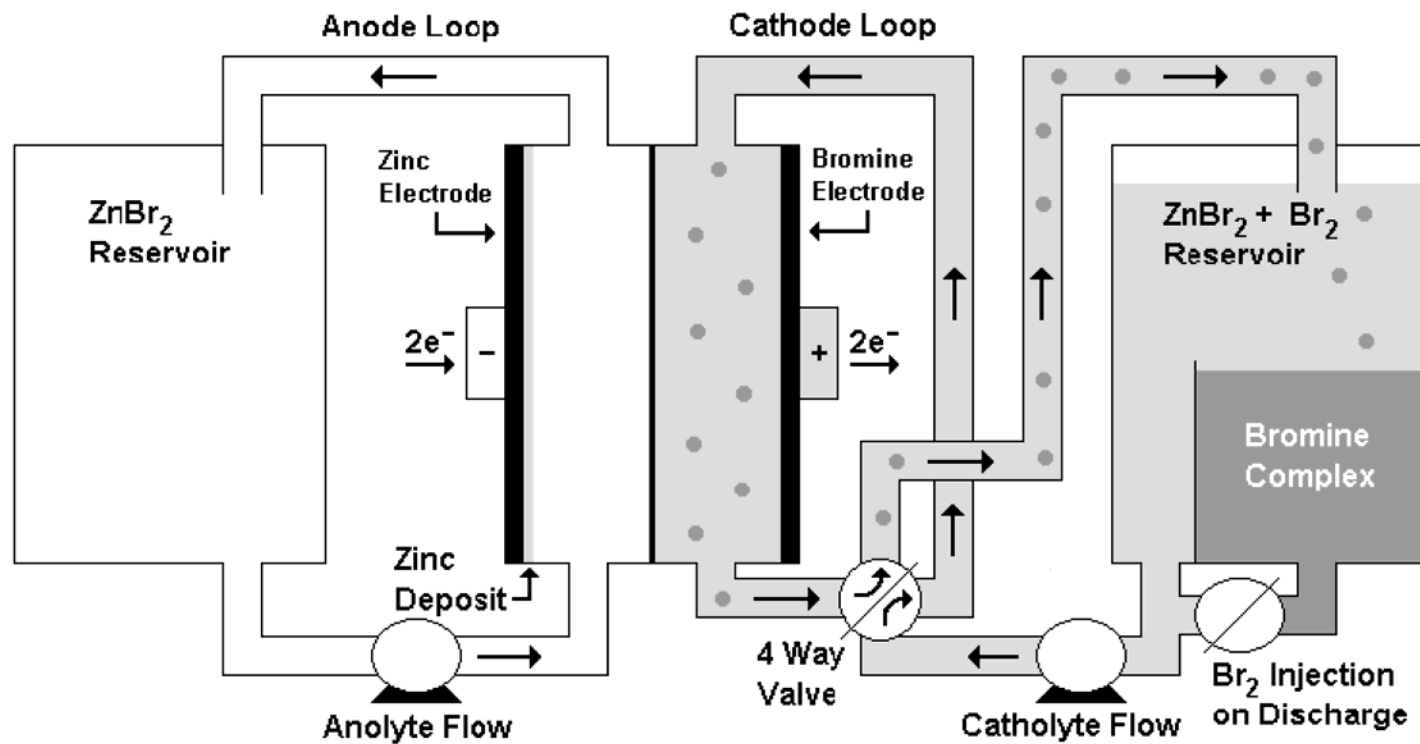 Anode Loop
Cathode Loop
ZnBr2
Reservoir
Zinc
Electrode
Bromine
Electrode
ZnBr2 + Br2
Reservoir
2e−
−
+
2e−
Bromine
Complex
Zinc
Deposit
4 Way
Valve
Anolyte Flow
Catholyte Flow
Br2 Injection
on Discharge